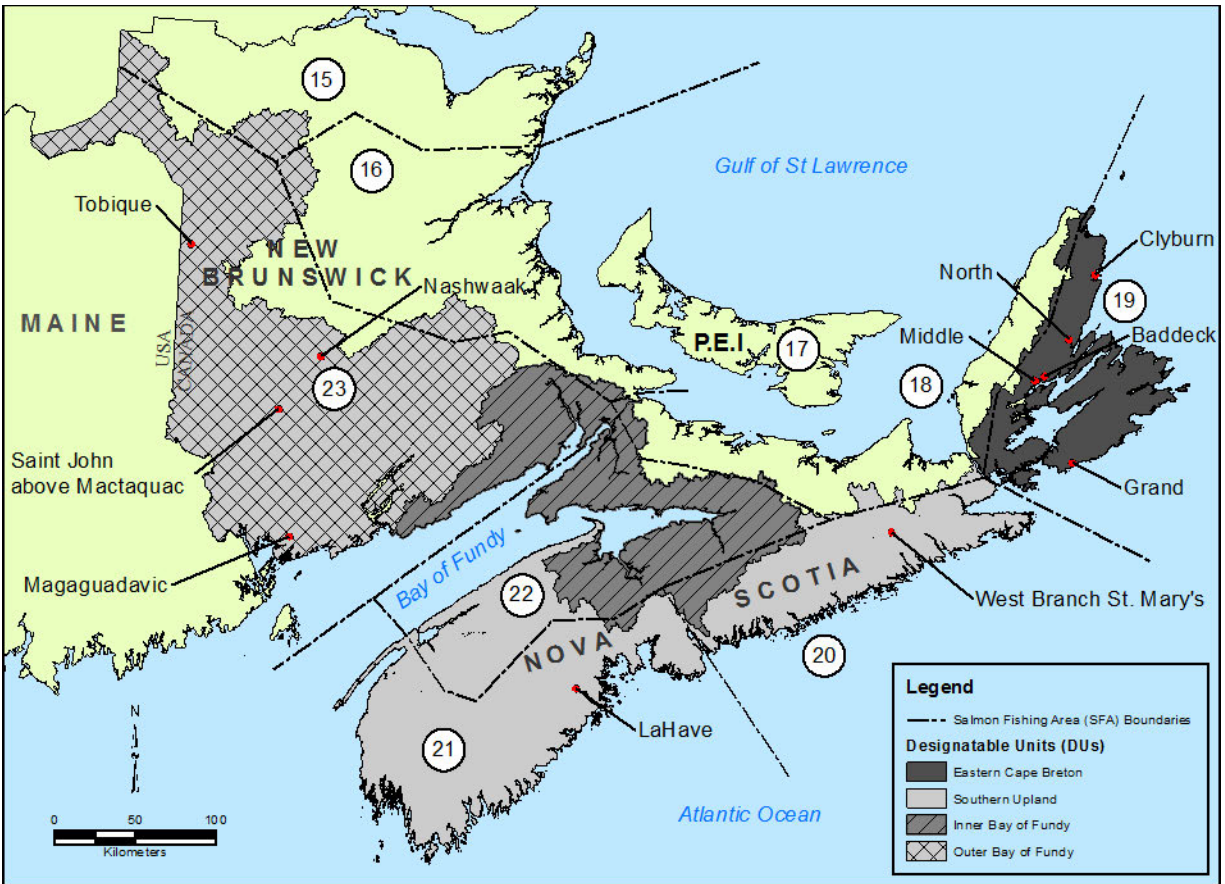 15
16
Gulf of St Lawrence
Tobique
Clyburn
NEW
BRUNSWICK
North
Nashwaak
19
MAINE
USA
CANADA
P.E.I
17
Middle
Baddeck
18
23
Saint John
above Mactaquac
Grand
Bay of Fundy
Magaguadavic
22
SCOTIA
West Branch St. Mary's
NOVA
20
LaHave
21
Atlantic Ocean
N
0 50 100
Kilometers
Legend
Salmon Fishing Area (SFA) Boundaries
Designatable Units (DUs)
Eastern Cape Breton
Southern Upland
Inner Bay of Fundy
Outer Bay of Fundy